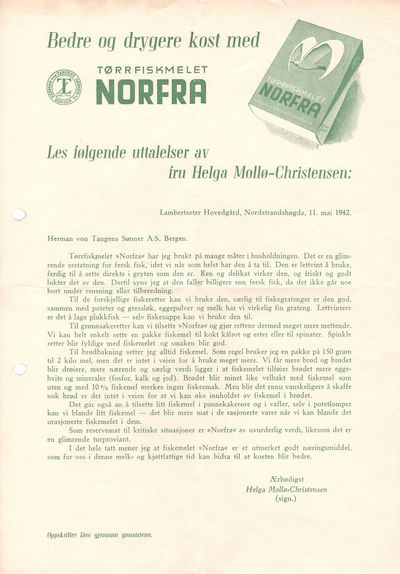 Bedre og drygere kost med
TØRRFISKMELET
NORFRA
TØRRFISKMELET
NORFRA
Les følgende uttalelser av
fru Helga Mollø-Christensen:
Lambertseter Hovedgård, Nordstrandshøgda, 11. mai 1942.
Herman von Tangens Sønner A/S, Bergen.
Tørrfiskmelet »Norfra« har jeg brukt på mange måter i husholdningen. Det er en glim-
rende erstatning for fersk fisk, idet vi når som helst har den å ta til. Den er lettvint å bruke,
ferdig til å sette direkte i gryten som den er. Ren og delikat virker den, og friskt og godt
lukter det av den. Dertil syns jeg at den faller billigere enn fersk fisk, da det ikke går noe
bort under rensning eller tilberedning.
Til de forskjellige fiskeretter kan vi bruke den, særlig til fiskegratenger er den god,
sammen med poteter og gressløk, eggepulver og melk har vi virkelig fin grateng. Lettvintere
er det å lage plukkfisk — selv fiskesuppe kan vi bruke den til.
Til grønnsakretter kan vi tilsette »Norfra« og gjør rettene dermed meget mere mettende.
Vi kan helt enkelt sette en pakke fiskemel til kokt kålrot og erter eller til spinater. Spinkle
retter blir fyldige med fiskemelet og smaken blir god.
Til brødbakning setter jeg alltid fiskemel. Som regel bruker jeg en pakke på 150 gram
til 2 kilo mel, men det er intet i veien for å bruke meget mere. Vi får mere brød og brødet
blir drøiere, mere nærende og særlig verdi ligger i at fiskemelet tilføier brødet mere egge-
hvite og mineraler (fosfor, kalk og jod). Brødet blir minst like velbakt med fiskemel som
uten og med 10 % fiskemel merkes ingen fiskesmak. Men blir det ennu vanskeligere å skaffe
nok brød er det intet i veien for at vi kan øke innholdet av fiskemel i brødet.
Det går også an å tilsette litt fiskemel i pannekakerøre og i vafler, selv i potetlomper
kan vi blande litt fiskemel — det blir mere mat i de rasjonerte varer når vi kan blande det
urasjonerte fiskemelet i dem.
Som reservemat til kritiske situasjoner er »Norfra« av uvurderlig verdi, likesom det er
en glimrende turproviant.
I det hele tatt mener jeg at fiskemelet »Norfra« er et utmerket godt næringsmiddel,
som for oss i denne melk- og kjøttfattige tid kan bidra til at kosten blir bedre.
Ærbødigst
Helga Mollø-Christensen
(sign.)
Oppskrifter fåes gjennom grossistene.